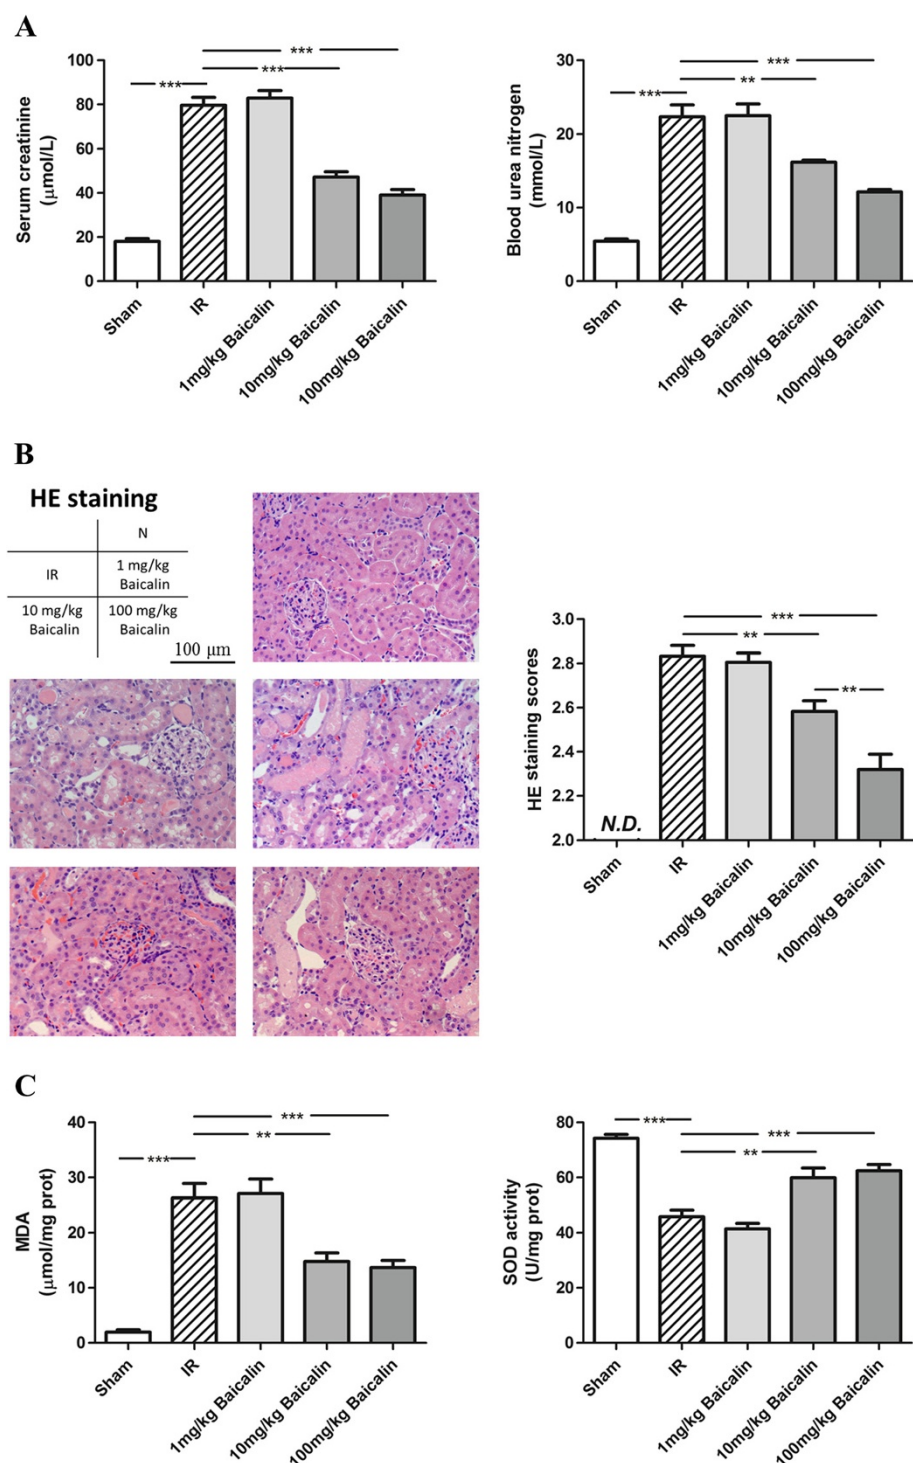 A
Serum creatinine
(μmol/L)
100
80
60
40
20
0
***
***
***
Sham
IR
1mg/kg Baicalin
10mg/kg Baicalin
100mg/kg Baicalin
Blood urea nitrogen
(mmol/L)
30
20
10
0
***
**
***
Sham
IR
1mg/kg Baicalin
10mg/kg Baicalin
100mg/kg Baicalin
B
HE staining
N
IR
1 mg/kg
Baicalin
10 mg/kg
Baicalin
100 mg/kg
Baicalin
100 μm
HE staining scores
3.0
2.8
2.6
2.4
2.2
2.0
***
**
**
N.D.
Sham
IR
1mg/kg Baicalin
10mg/kg Baicalin
100mg/kg Baicalin
C
MDA
(μmol/mg prot)
40
30
20
10
0
***
**
***
Sham
IR
1mg/kg Baicalin
10mg/kg Baicalin
100mg/kg Baicalin
SOD activity
(U/mg prot)
80
60
40
20
0
***
***
**
Sham
IR
1mg/kg Baicalin
10mg/kg Baicalin
100mg/kg Baicalin